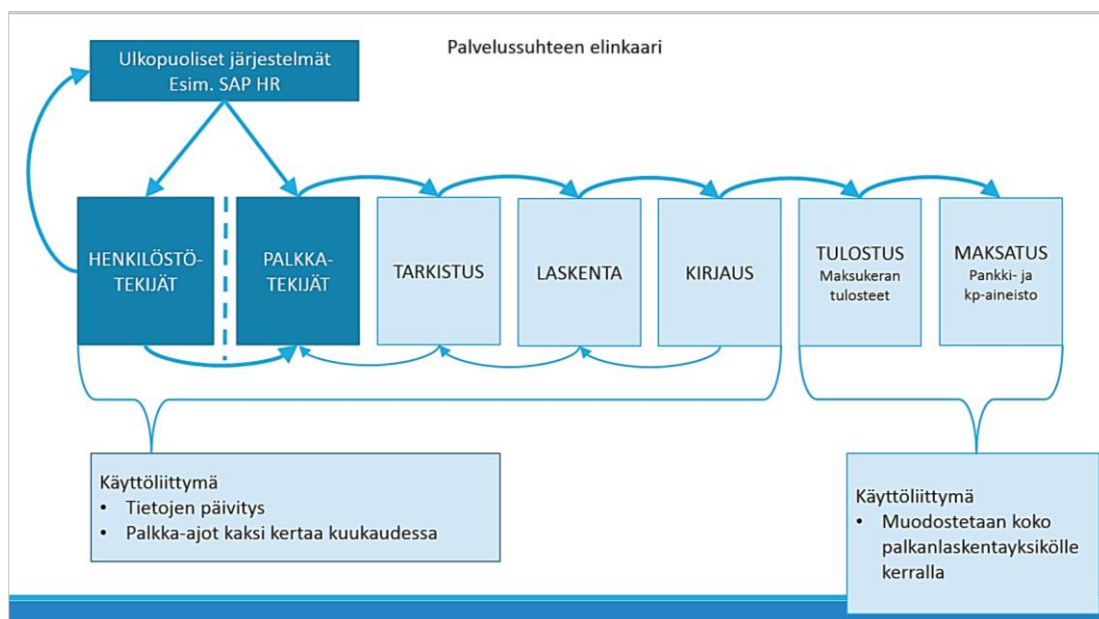 Palvelussuhteen elinkaari
Ulkopuoliset järjestelmät
Esim. SAP HR
HENKILÖSTÖ-
TEKIJÄT
PALKKA-
TEKIJÄT
TARKISTUS
LASKENTA
KIRJAUS
TULOSTUS
Maksukeran
tulosteet
MAKSATUS
Pankki- ja
kp-aineisto
Käyttöliittymä
• Tietojen päivitys
• Palkka-ajot kaksi kertaa kuukaudessa
Käyttöliittymä
• Muodostetaan koko
palkanlaskentayksikölle
kerralla